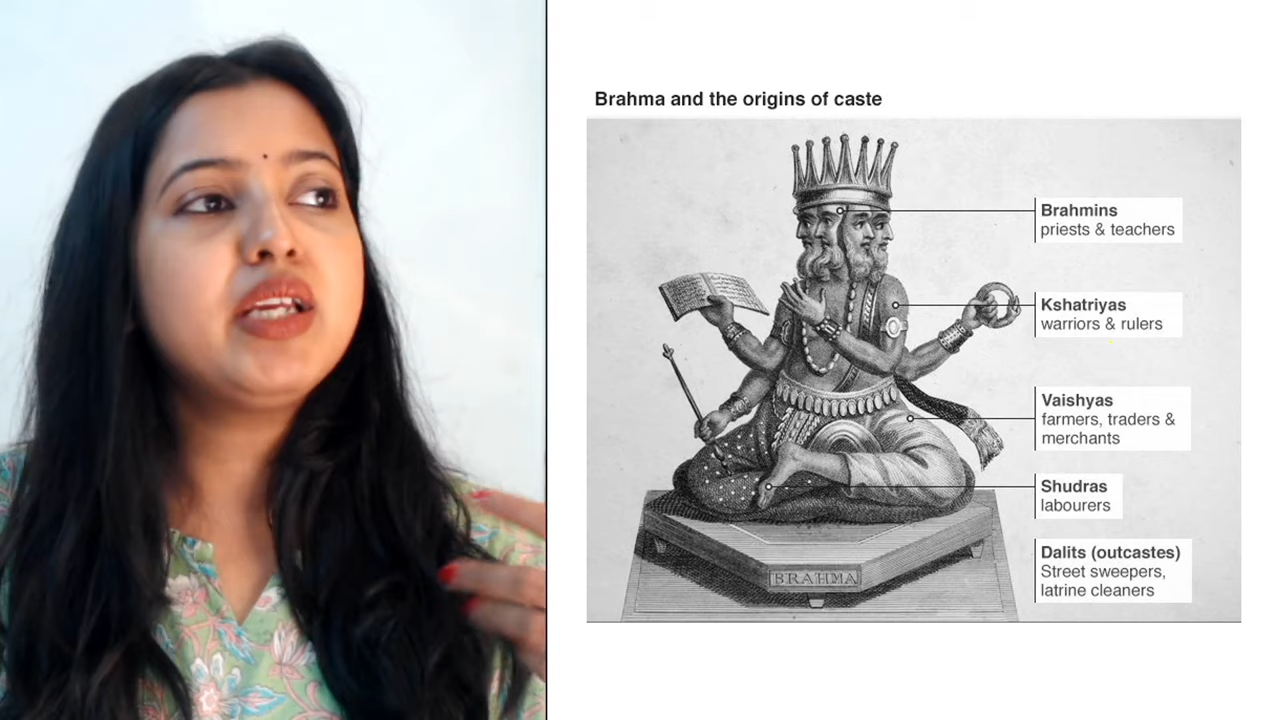 Brahma and the origins of caste
Brahmins
priests & teachers
Kshatriyas
warriors & rulers
Vaishyas
farmers, traders &
merchants
Shudras
labourers
Dalits (outcastes)
Street sweepers,
latrine cleaners
BRAHMA